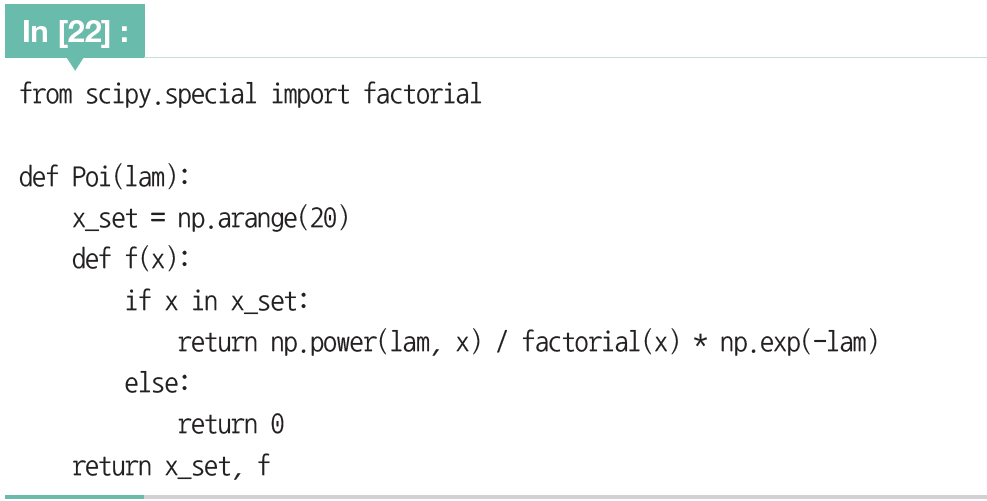 In [22] :
from scipy.special import factorial
def Poi(lam):
    x_set = np.arange(20)
    def f(x):
        if x in x_set:
            return np.power(lam, x) / factorial(x) * np.exp(-lam)
        else:
            return 0
    return x_set, f